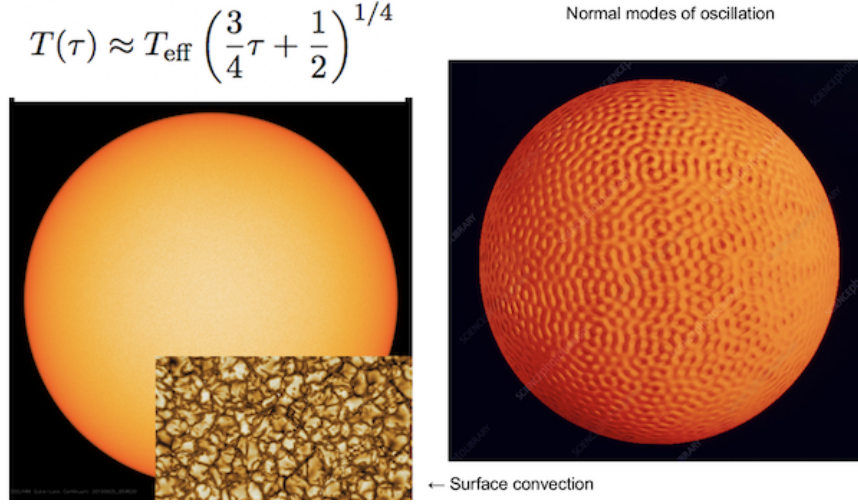 T(τ) ≈ T_eff (3/4 τ + 1/2)^{1/4}
Normal modes of oscillation
← Surface convection